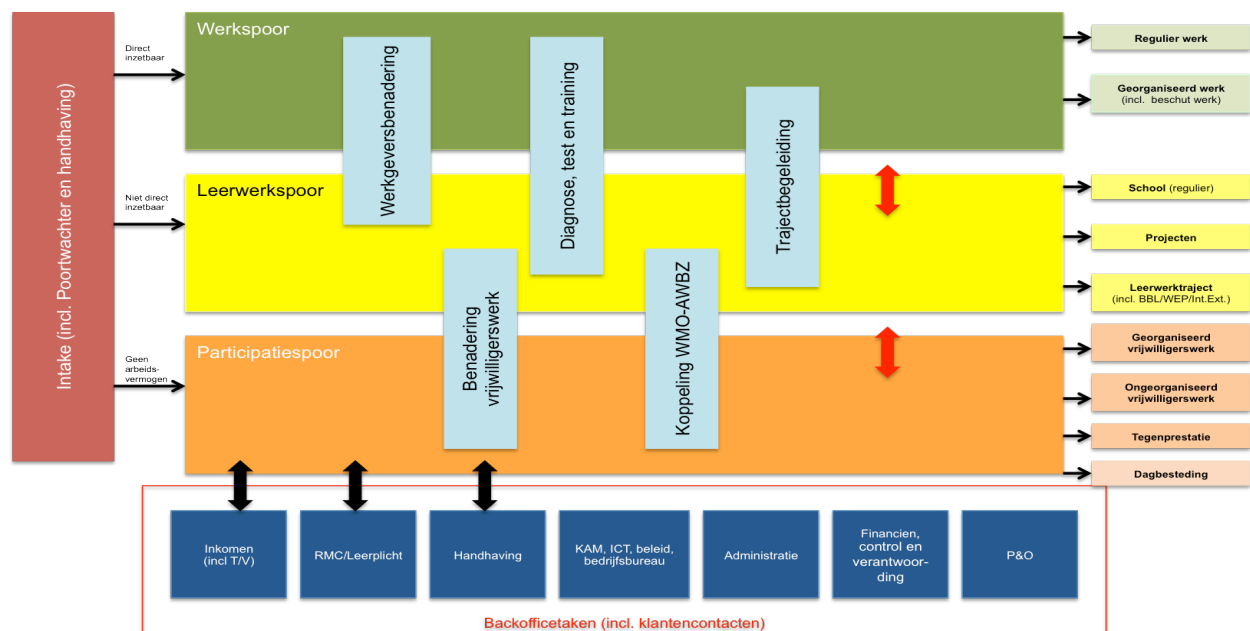 Intake (incl. Poortwachter en handhaving)
Direct
inzetbaar
Niet direct
inzetbaar
Geen
arbeids-
vermogen
Werkspoor
Leerwerkspoor
Participatiespoor
Werkgeversbenadering
Diagnose, test en training
Trajectbegeleiding
Benadering
vrijwilligerswerk
Koppeling WMO-AWBZ
Regulier werk
Georganiseerd werk
(incl. beschut werk)
School (regulier)
Projecten
Leerwerktraject
(incl. BBL/WEP/Int.Ext.)
Georganiseerd
vrijwilligerswerk
Ongeorganiseerd
vrijwilligerswerk
Tegenprestatie
Dagbesteding
Inkomen
(incl T/V)
RMC/Leerplicht
Handhaving
KAM, ICT, beleid,
bedrijfsbureau
Administratie
Financien,
control en
verantwoor-
ding
P&O
Backofficetaken (incl. klantencontacten)